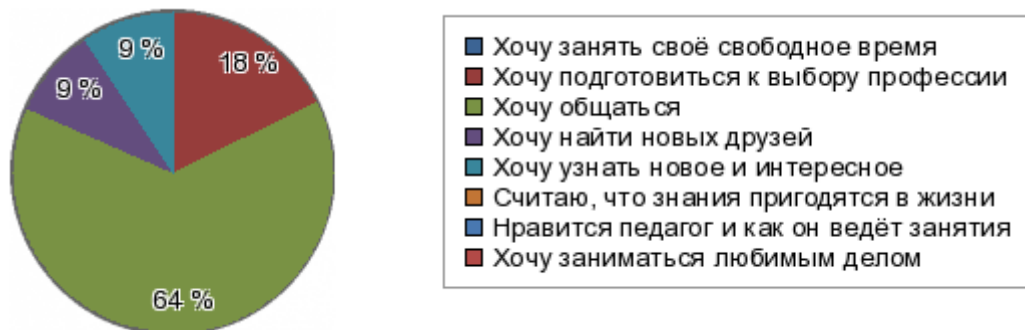 9 %
18 %
9 %
64 %
Хочу занять своё свободное время
Хочу подготовиться к выбору профессии
Хочу общаться
Хочу найти новых друзей
Хочу узнать новое и интересное
Считаю, что знания пригодятся в жизни
Нравится педагог и как он ведёт занятия
Хочу заниматься любимым делом